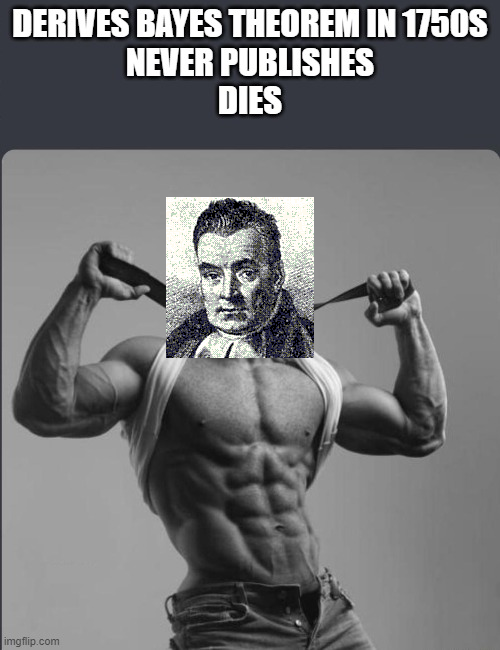 DERIVES BAYES THEOREM IN 1750S
NEVER PUBLISHES
DIES
imgflip.com